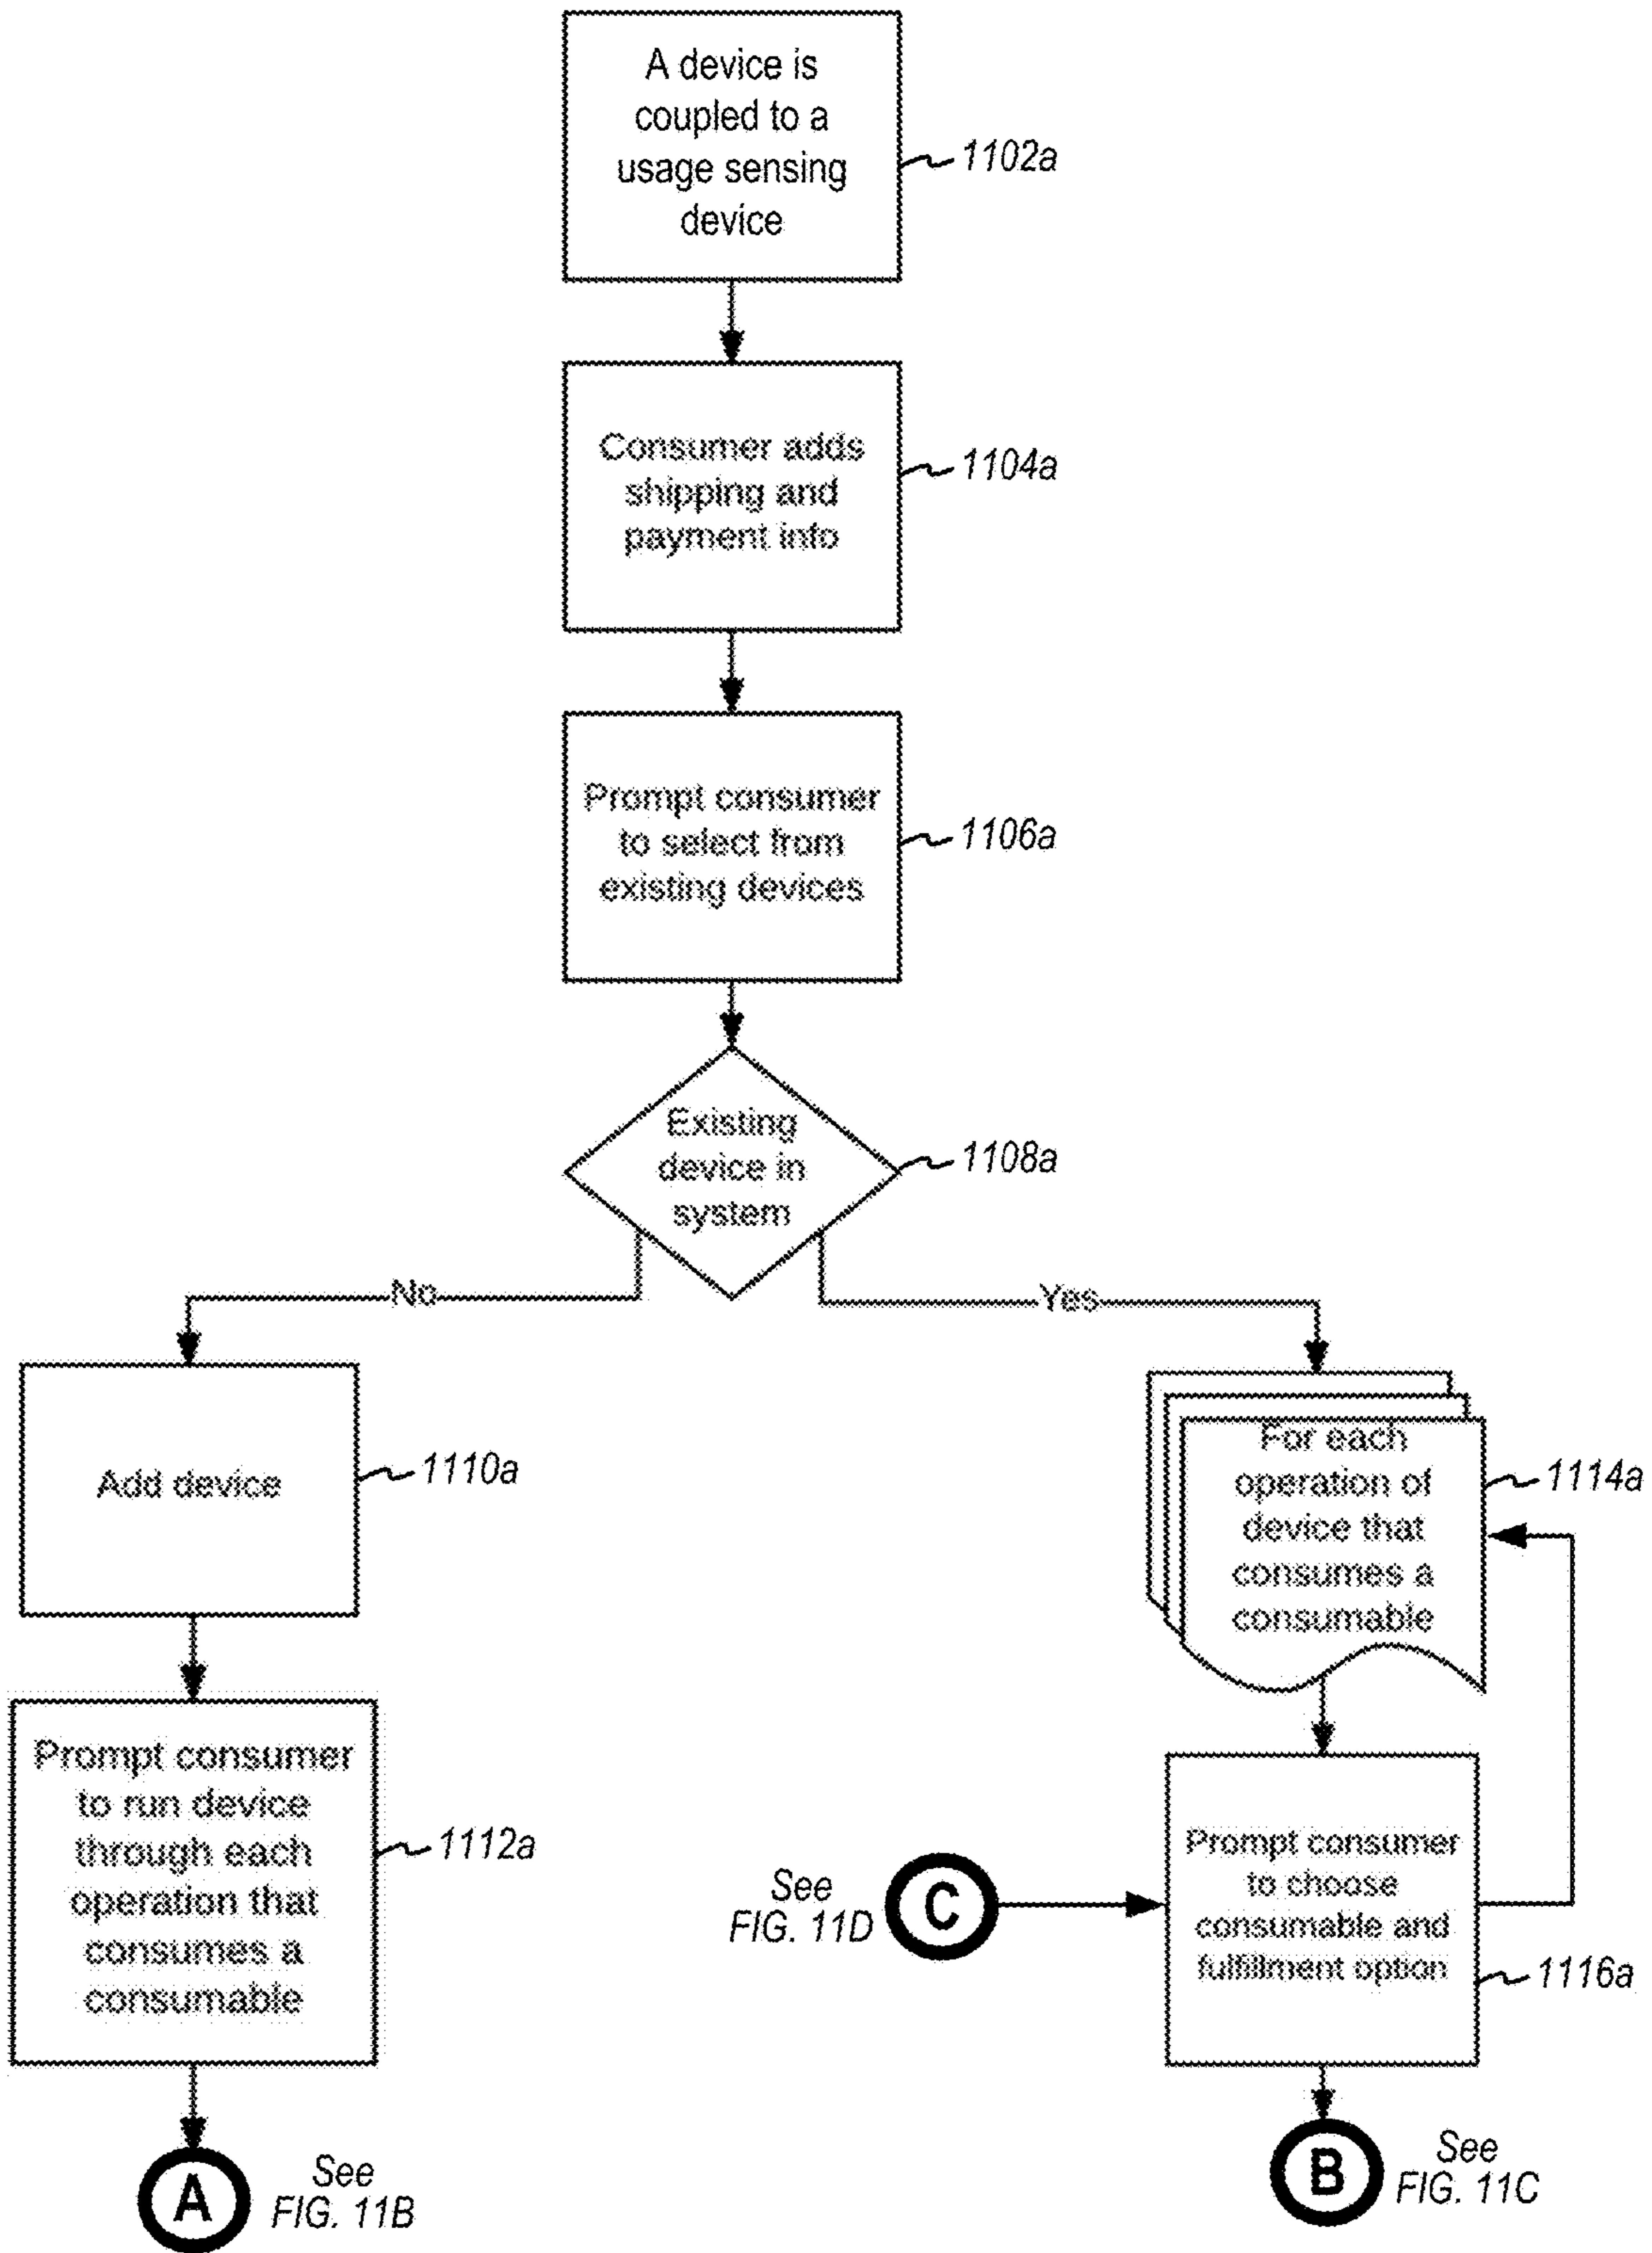 A device is
coupled to a
usage sensing
device
1102a
Consumer adds
shipping and
payment info
1104a
Prompt consumer
to select from
existing devices
1106a
Existing
device in
system
1108a
No
Yes
Add device
1110a
For each
operation of
device that
consumes a
consumable
1114a
Prompt consumer
to run device
through each
operation that
consumes a
consumable
1112a
See
FIG. 11D
C
Prompt consumer
to choose
consumable and
fulfillment option
1116a
A
See
FIG. 11B
B
See
FIG. 11C